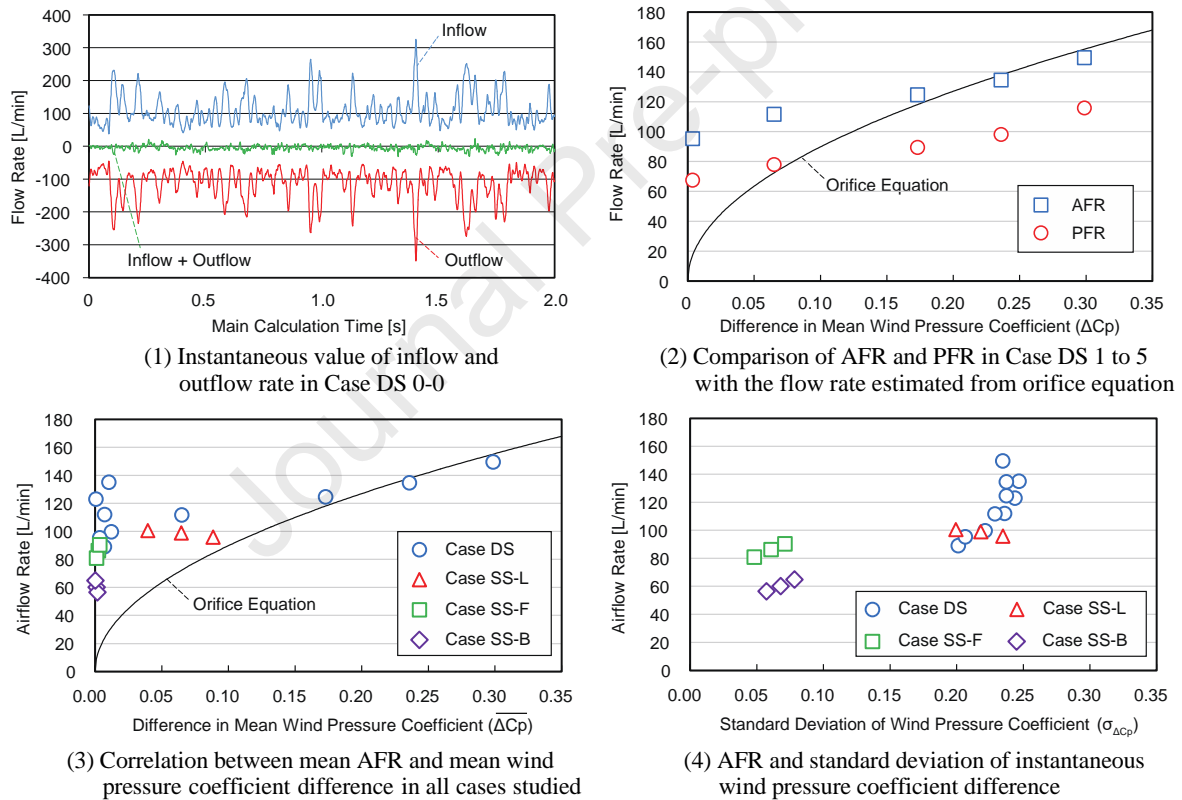 400
300
200
100
0
-100
-200
-300
-400
Flow Rate [L/min]
Inflow
Inflow + Outflow
Outflow
0
0.5
1.0
1.5
2.0
Main Calculation Time [s]
(1) Instantaneous value of inflow and
outflow rate in Case DS 0-0
180
160
140
120
100
80
60
40
20
0
Flow Rate [L/min]
Orifice Equation
AFR
PFR
0
0.05
0.10
0.15
0.20
0.25
0.30
0.35
Difference in Mean Wind Pressure Coefficient (ΔCp)
(2) Comparison of AFR and PFR in Case DS 1 to 5
with the flow rate estimated from orifice equation
180
160
140
120
100
80
60
40
20
0
Airflow Rate [L/min]
Orifice Equation
Case DS
Case SS-L
Case SS-F
Case SS-B
0.00
0.05
0.10
0.15
0.20
0.25
0.30
0.35
Difference in Mean Wind Pressure Coefficient (ΔCp)
(3) Correlation between mean AFR and mean wind
pressure coefficient difference in all cases studied
180
160
140
120
100
80
60
40
20
0
Airflow Rate [L/min]
Case DS
Case SS-L
Case SS-F
Case SS-B
0.00
0.05
0.10
0.15
0.20
0.25
0.30
0.35
Standard Deviation of Wind Pressure Coefficient (σΔCp)
(4) AFR and standard deviation of instantaneous
wind pressure coefficient difference
Journal Pre-pr